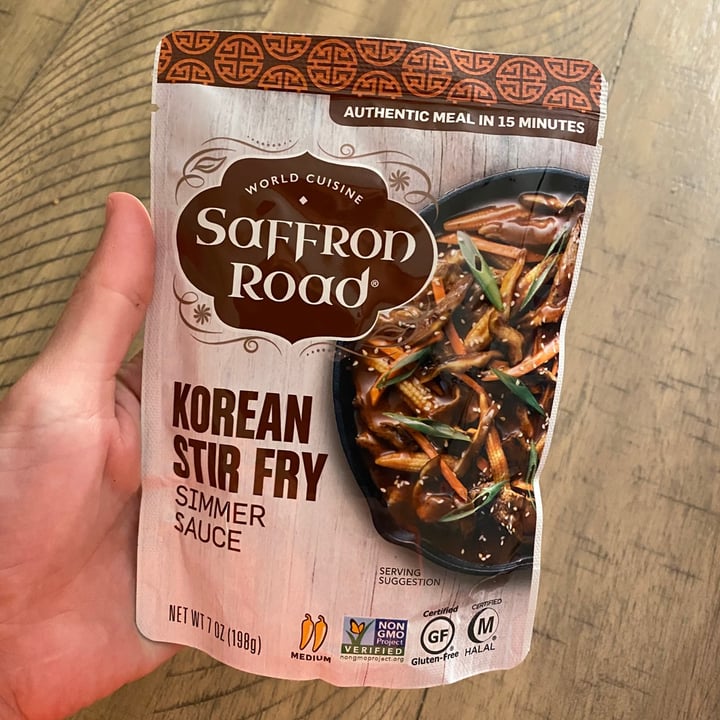 AUTHENTIC MEAL IN 15 MINUTES
WORLD CUISINE
SAFFRON
ROAD®
KOREAN
STIR FRY
SIMMER
SAUCE
SERVING
SUGGESTION
NET WT 7 OZ (198g)
MEDIUM
NON
GMO
Project
VERIFIED
nongmoproject.org
Certified
GF
Gluten-Free
CERTIFIED
M
HALAL